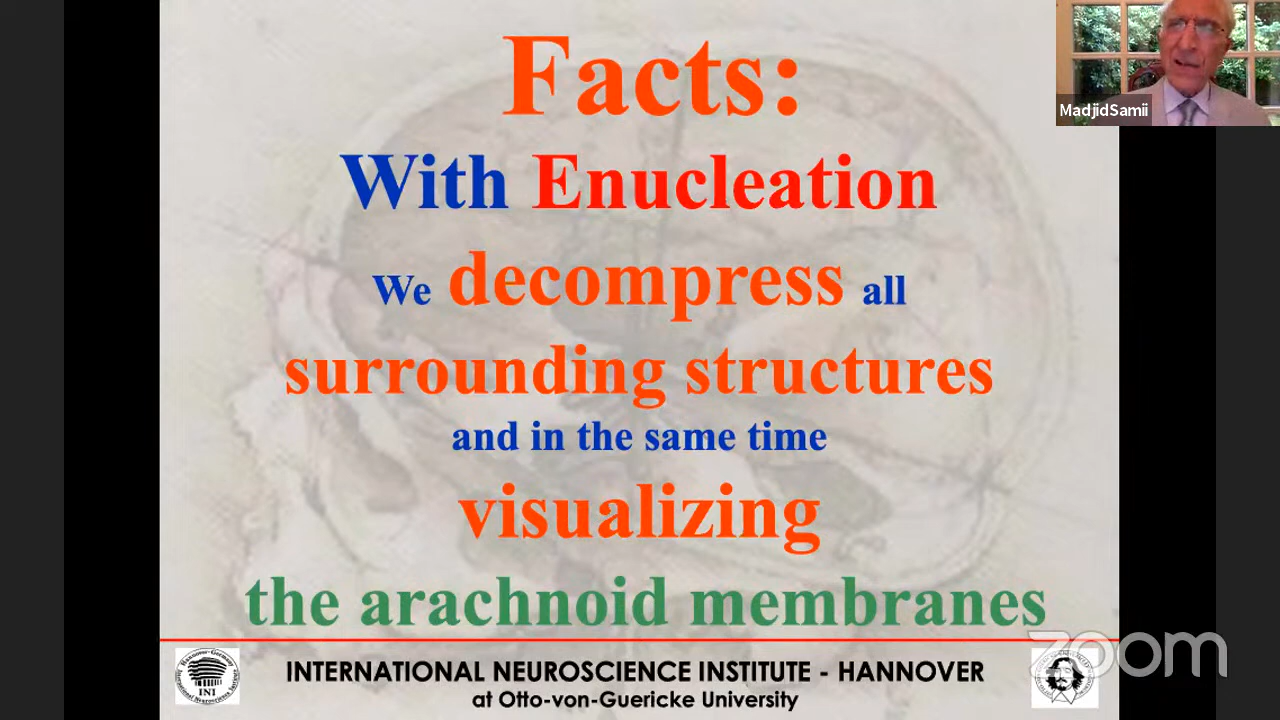 Facts:
MadjidSamii
With Enucleation
We decompress all
surrounding structures
and in the same time
visualizing
the arachnoid membranes
zoom
INTERNATIONAL NEUROSCIENCE INSTITUTE - HANNOVER
at Otto-von-Guericke University
INI